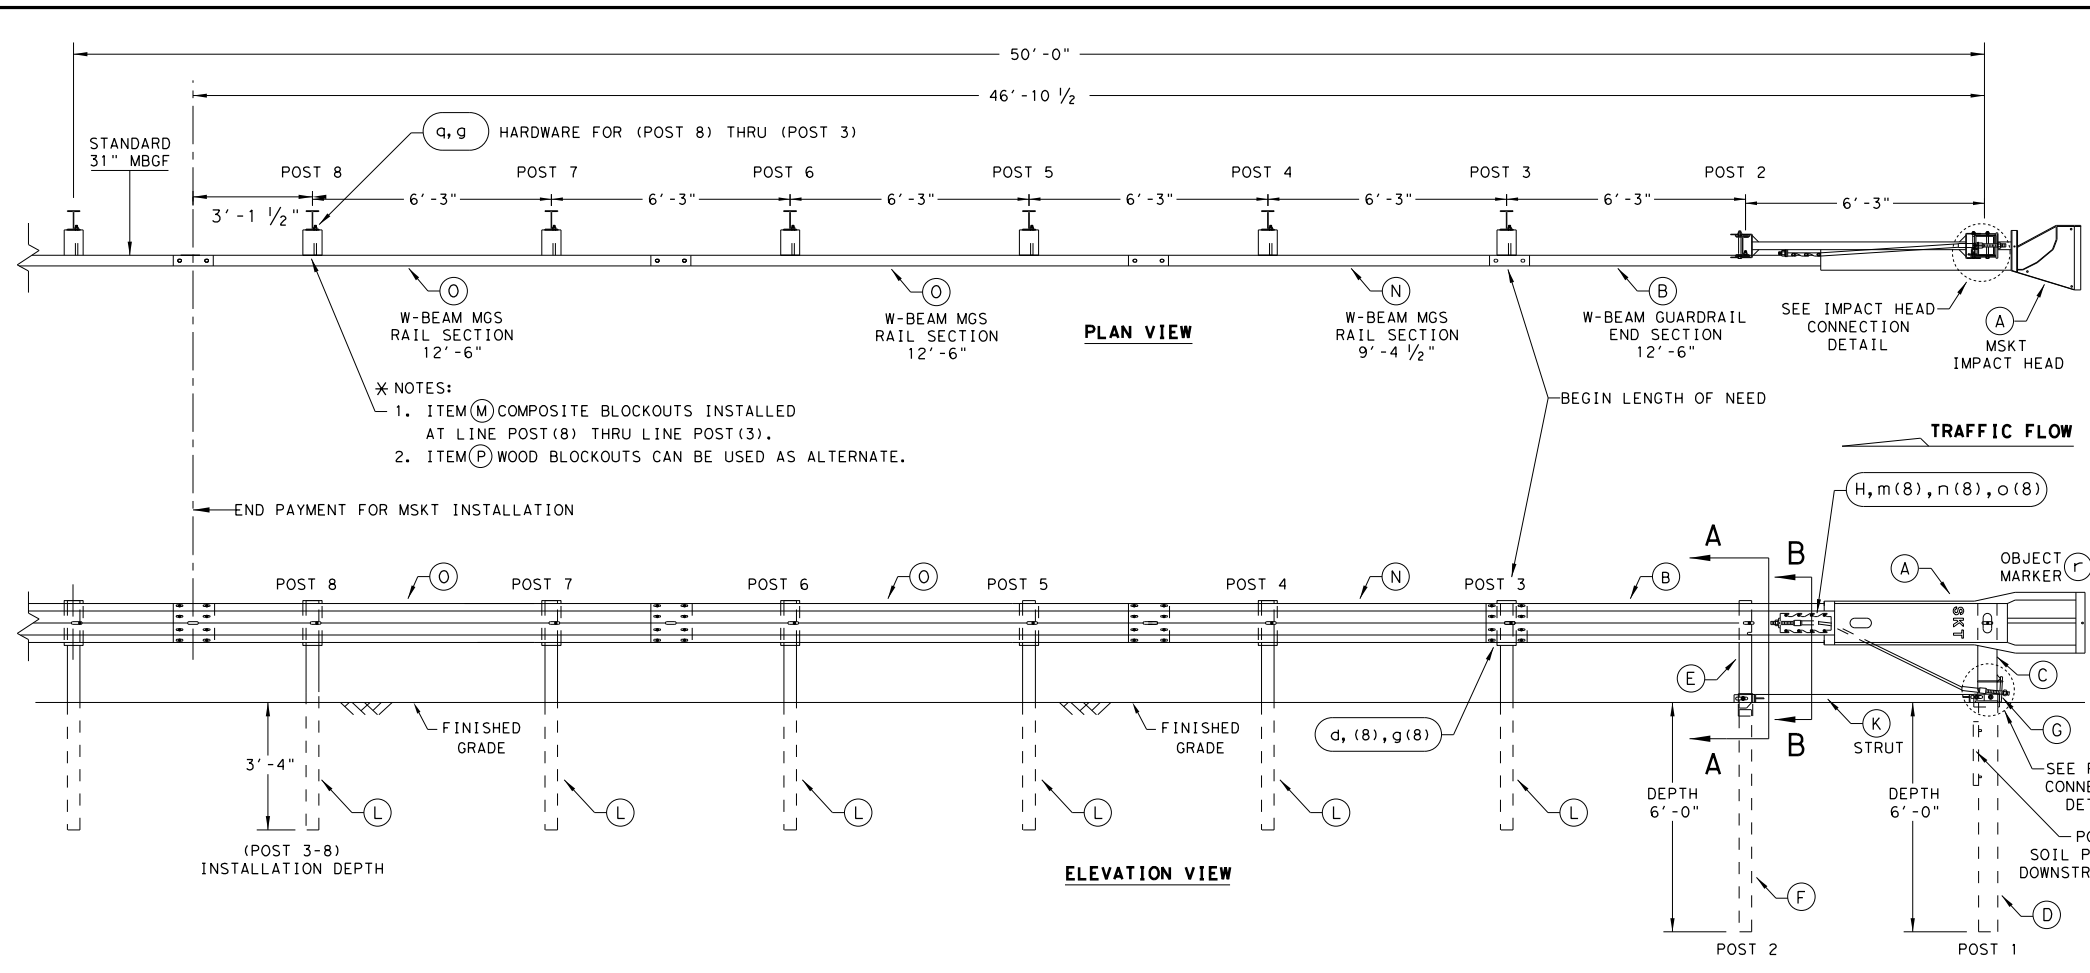 50'-0"
46'-10 ½
q,g HARDWARE FOR (POST 8) THRU (POST 3)
STANDARD
31" MBGF
POST 8
POST 7
POST 6
POST 5
POST 4
POST 3
POST 2
3'-1 ½"
6'-3"
6'-3"
6'-3"
6'-3"
6'-3"
6'-3"
6'-3"
O
W-BEAM MGS
RAIL SECTION
12'-6"
O
W-BEAM MGS
RAIL SECTION
12'-6"
PLAN VIEW
N
W-BEAM MGS
RAIL SECTION
9'-4 ½"
B
W-BEAM GUARDRAIL
END SECTION
12'-6"
SEE IMPACT HEAD
CONNECTION
DETAIL
A
MSKT
IMPACT HEAD
* NOTES:
1. ITEM M COMPOSITE BLOCKOUTS INSTALLED
AT LINE POST(8) THRU LINE POST(3).
2. ITEM P WOOD BLOCKOUTS CAN BE USED AS ALTERNATE.
BEGIN LENGTH OF NEED
TRAFFIC FLOW
END PAYMENT FOR MSKT INSTALLATION
H,m(8),n(8),o(8)
A
B
OBJECT
MARKER r
A
POST 8
O
POST 7
POST 6
O
POST 5
POST 4
N
POST 3
B
SKT
E
C
FINISHED
GRADE
FINISHED
GRADE
d,(8),g(8)
A
B
K
STRUT
G
3'-4"
L
L
L
L
L
L
(POST 3-8)
INSTALLATION DEPTH
DEPTH
6'-0"
DEPTH
6'-0"
SEE
ELEVATION VIEW
SOIL
F
D
POST 2
POST 1